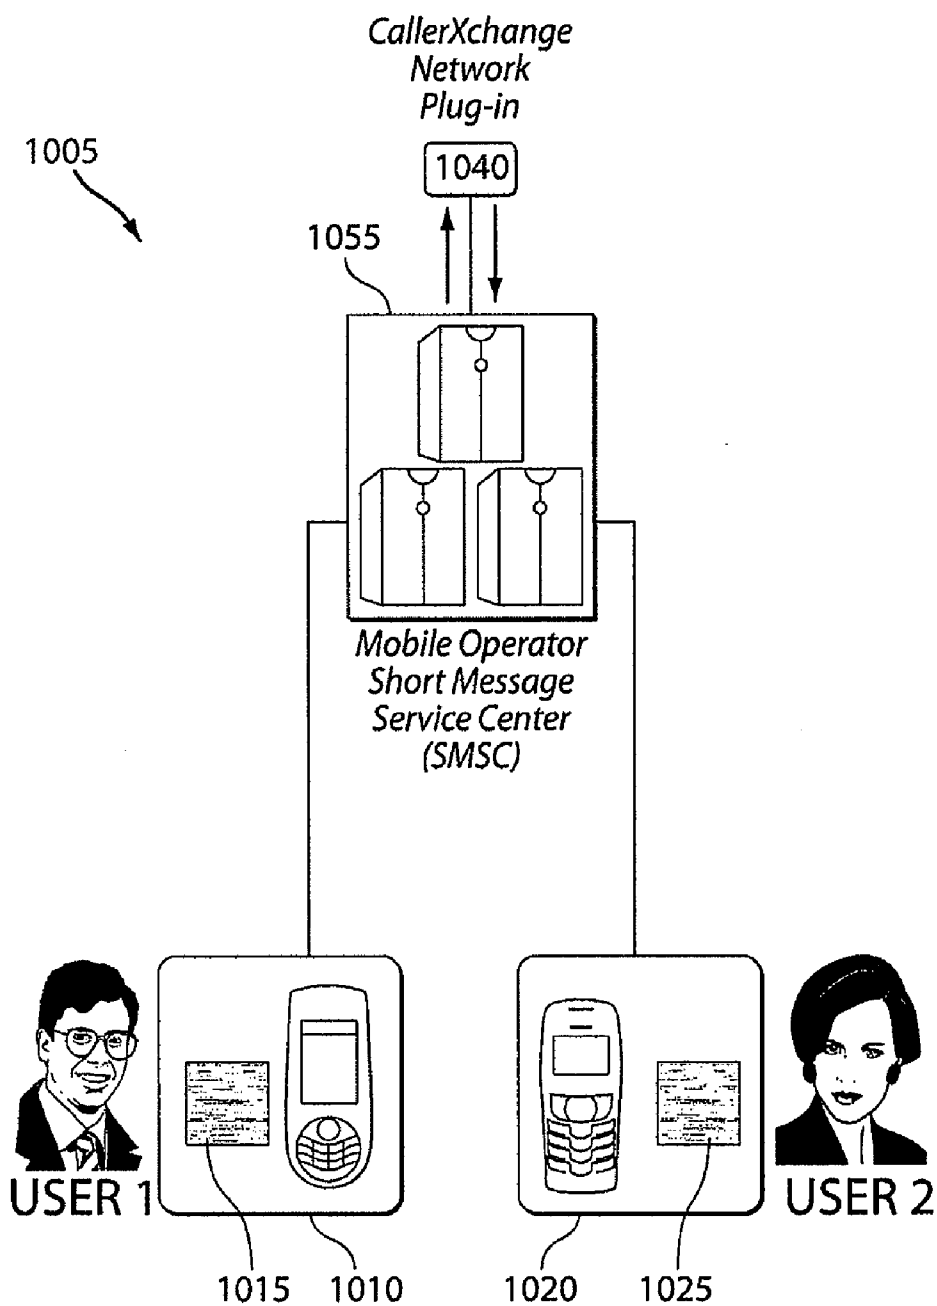 CallerXchange
Network
Plug-in
1005
1040
1055
Mobile Operator
Short Message
Service Center
(SMSC)
USER 1
USER 2
1015
1010
1020
1025